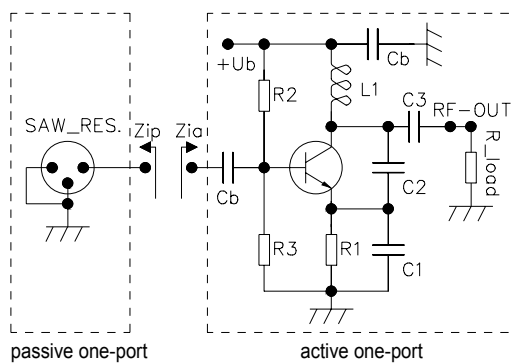 +Ub
Cb
R2
L1
C3
RF-OUT
SAW_RES.
Zip
Zia
R_load
Cb
C2
R3
R1
C1
passive one-port
active one-port